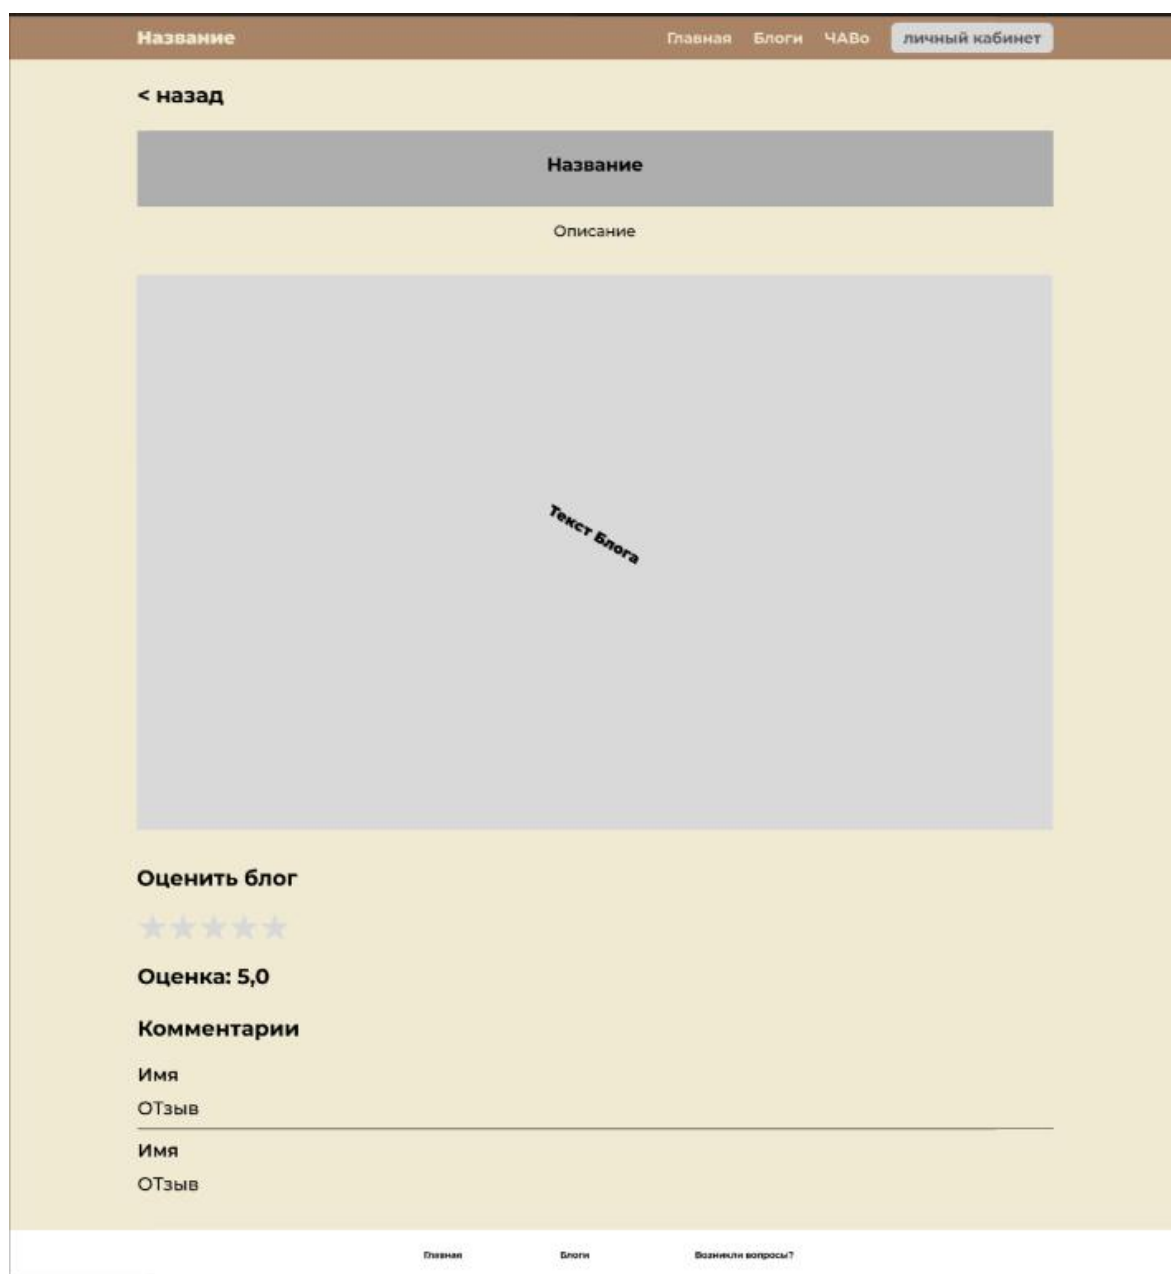 Название Главная Блоги ЧАВо личный кабинет
< назад
Название
Описание
Текст Блога
Оценить блог
Оценка: 5,0
Комментарии
Имя
ОТзыв
Имя
ОТзыв
Главная Блоги Возникли вопросы?